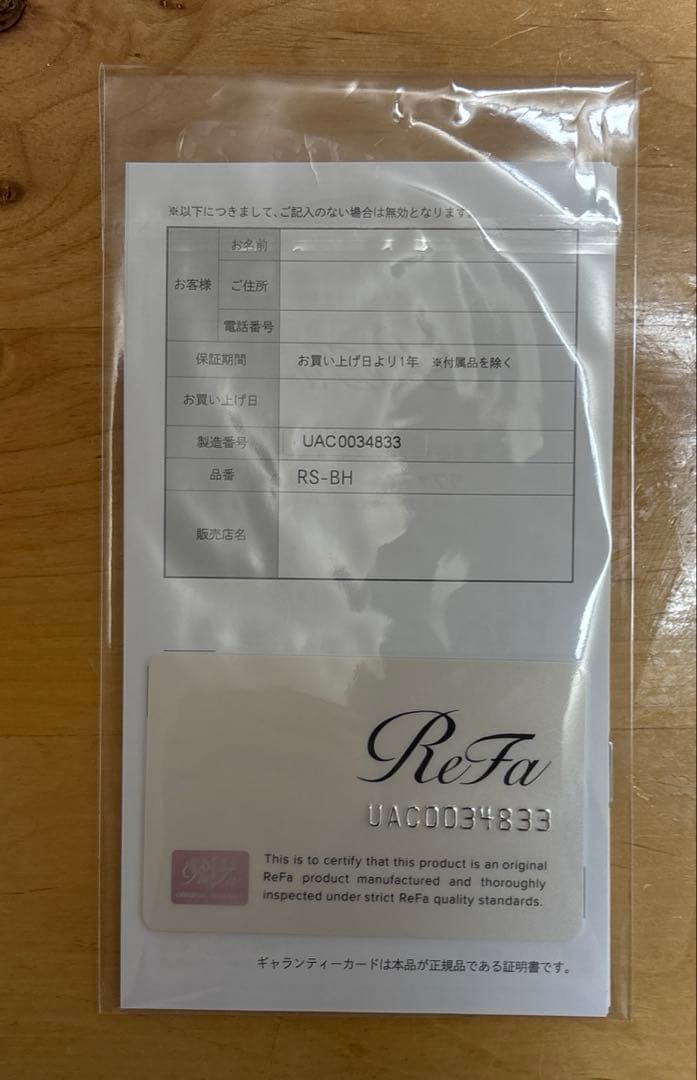 ※以下につきまして、ご記入のない場合は無効となります。
お客様
お名前
ご住所
電話番号
保証期間 お買い上げ日より1年 ※付属品を除く
お買い上げ日
製造番号 UAC0034833
品番 RS-BH
販売店名
ReFa
UAC0034833
This is to certify that this product is an original
ReFa product manufactured and thoroughly
inspected under strict ReFa quality standards.
ギャランティーカードは本品が正規品である証明書です。